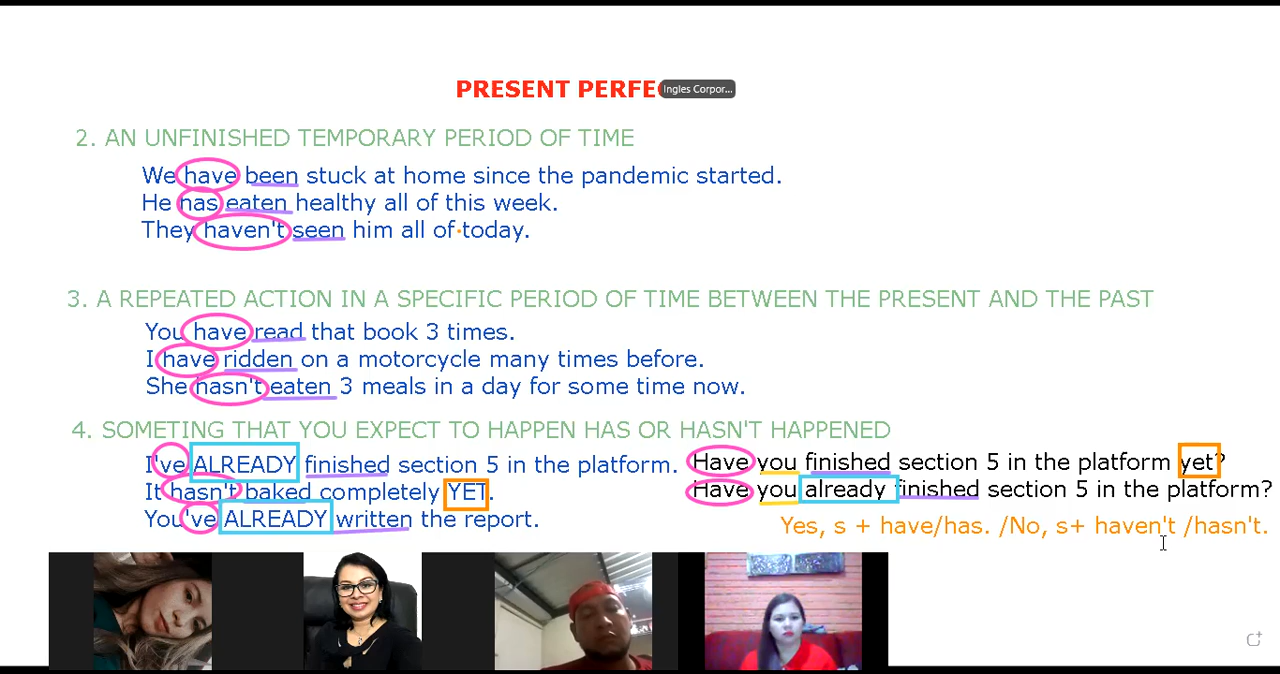 PRESENT PERFE
Ingles Corpor...
2. AN UNFINISHED TEMPORARY PERIOD OF TIME
We have been stuck at home since the pandemic started.
He has eaten healthy all of this week.
They haven't seen him all of today.
3. A REPEATED ACTION IN A SPECIFIC PERIOD OF TIME BETWEEN THE PRESENT AND THE PAST
You have read that book 3 times.
I have ridden on a motorcycle many times before.
She hasn't eaten 3 meals in a day for some time now.
4. SOMETING THAT YOU EXPECT TO HAPPEN HAS OR HASN'T HAPPENED
I've ALREADY finished section 5 in the platform.
It hasn't baked completely YET.
You've ALREADY written the report.
Have you finished section 5 in the platform yet?
Have you already finished section 5 in the platform?
Yes, s + have/has. /No, s+ haven't /hasn't.